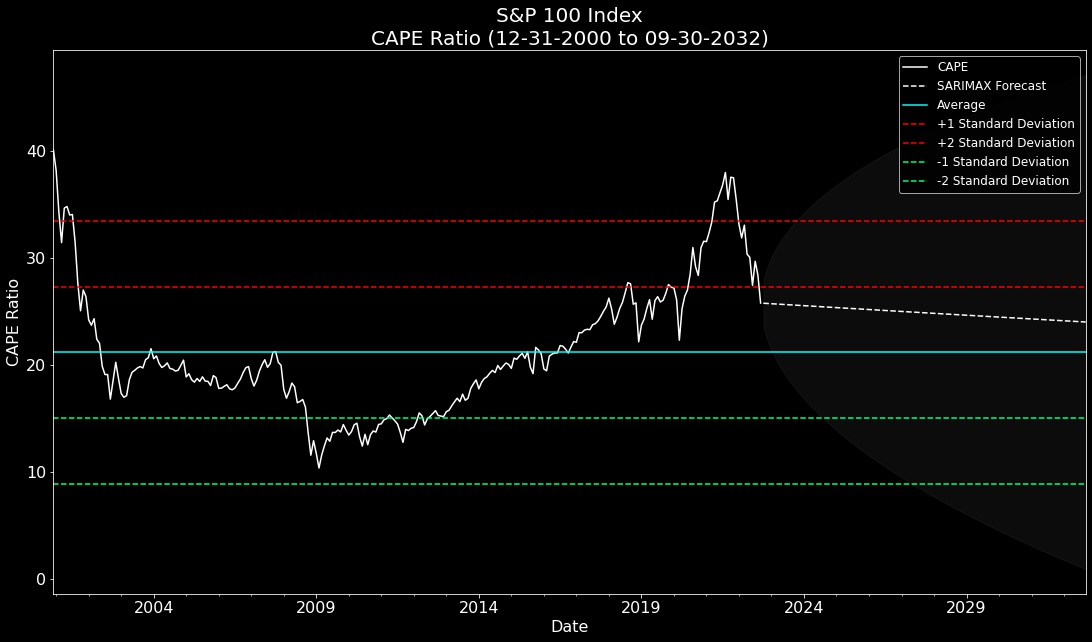 S&P 100 Index
CAPE Ratio (12-31-2000 to 09-30-2032)
CAPE
SARIMAX Forecast
Average
+1 Standard Deviation
+2 Standard Deviation
-1 Standard Deviation
-2 Standard Deviation
CAPE Ratio
40
30
20
10
0
2004
2009
2014
2019
2024
2029
Date